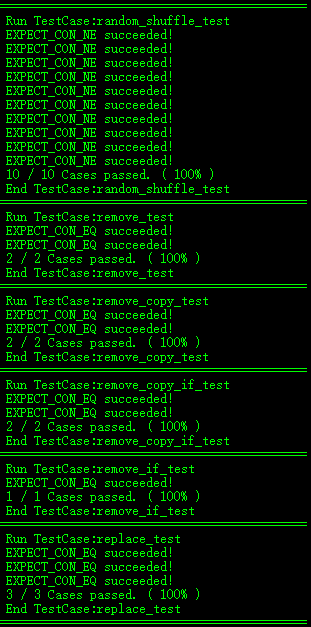 Run TestCase:random_shuffle_test
EXPECT_CON_NE succeeded!
EXPECT_CON_NE succeeded!
EXPECT_CON_NE succeeded!
EXPECT_CON_NE succeeded!
EXPECT_CON_NE succeeded!
EXPECT_CON_NE succeeded!
EXPECT_CON_NE succeeded!
EXPECT_CON_NE succeeded!
EXPECT_CON_NE succeeded!
EXPECT_CON_NE succeeded!
10 / 10 Cases passed. ( 100% )
End TestCase:random_shuffle_test
Run TestCase:remove_test
EXPECT_CON_EQ succeeded!
EXPECT_CON_EQ succeeded!
2 / 2 Cases passed. ( 100% )
End TestCase:remove_test
Run TestCase:remove_copy_test
EXPECT_CON_EQ succeeded!
EXPECT_CON_EQ succeeded!
2 / 2 Cases passed. ( 100% )
End TestCase:remove_copy_test
Run TestCase:remove_copy_if_test
EXPECT_CON_EQ succeeded!
EXPECT_CON_EQ succeeded!
2 / 2 Cases passed. ( 100% )
End TestCase:remove_copy_if_test
Run TestCase:remove_if_test
EXPECT_CON_EQ succeeded!
1 / 1 Cases passed. ( 100% )
End TestCase:remove_if_test
Run TestCase:replace_test
EXPECT_CON_EQ succeeded!
EXPECT_CON_EQ succeeded!
EXPECT_CON_EQ succeeded!
3 / 3 Cases passed. ( 100% )
End TestCase:replace_test